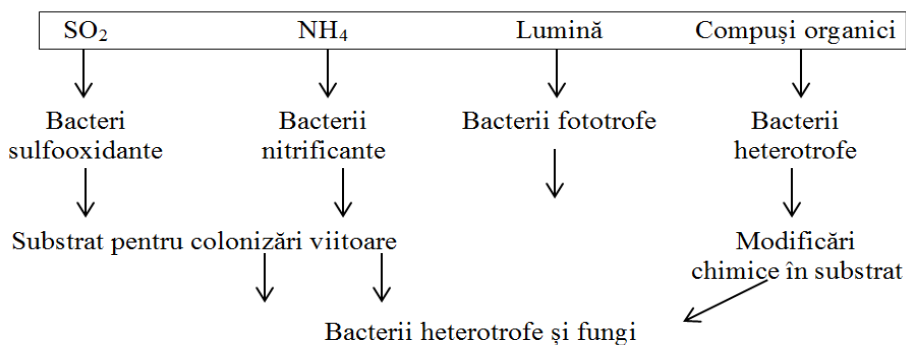 SO₂ NH₄ Lumină Compuși organici
Bacteri sulfooxidante
Bacterii nitrificante
Bacterii fototrofe
Bacterii heterotrofe
Substrat pentru colonizări viitoare
Modificări chimice în substrat
Bacterii heterotrofe și fungi